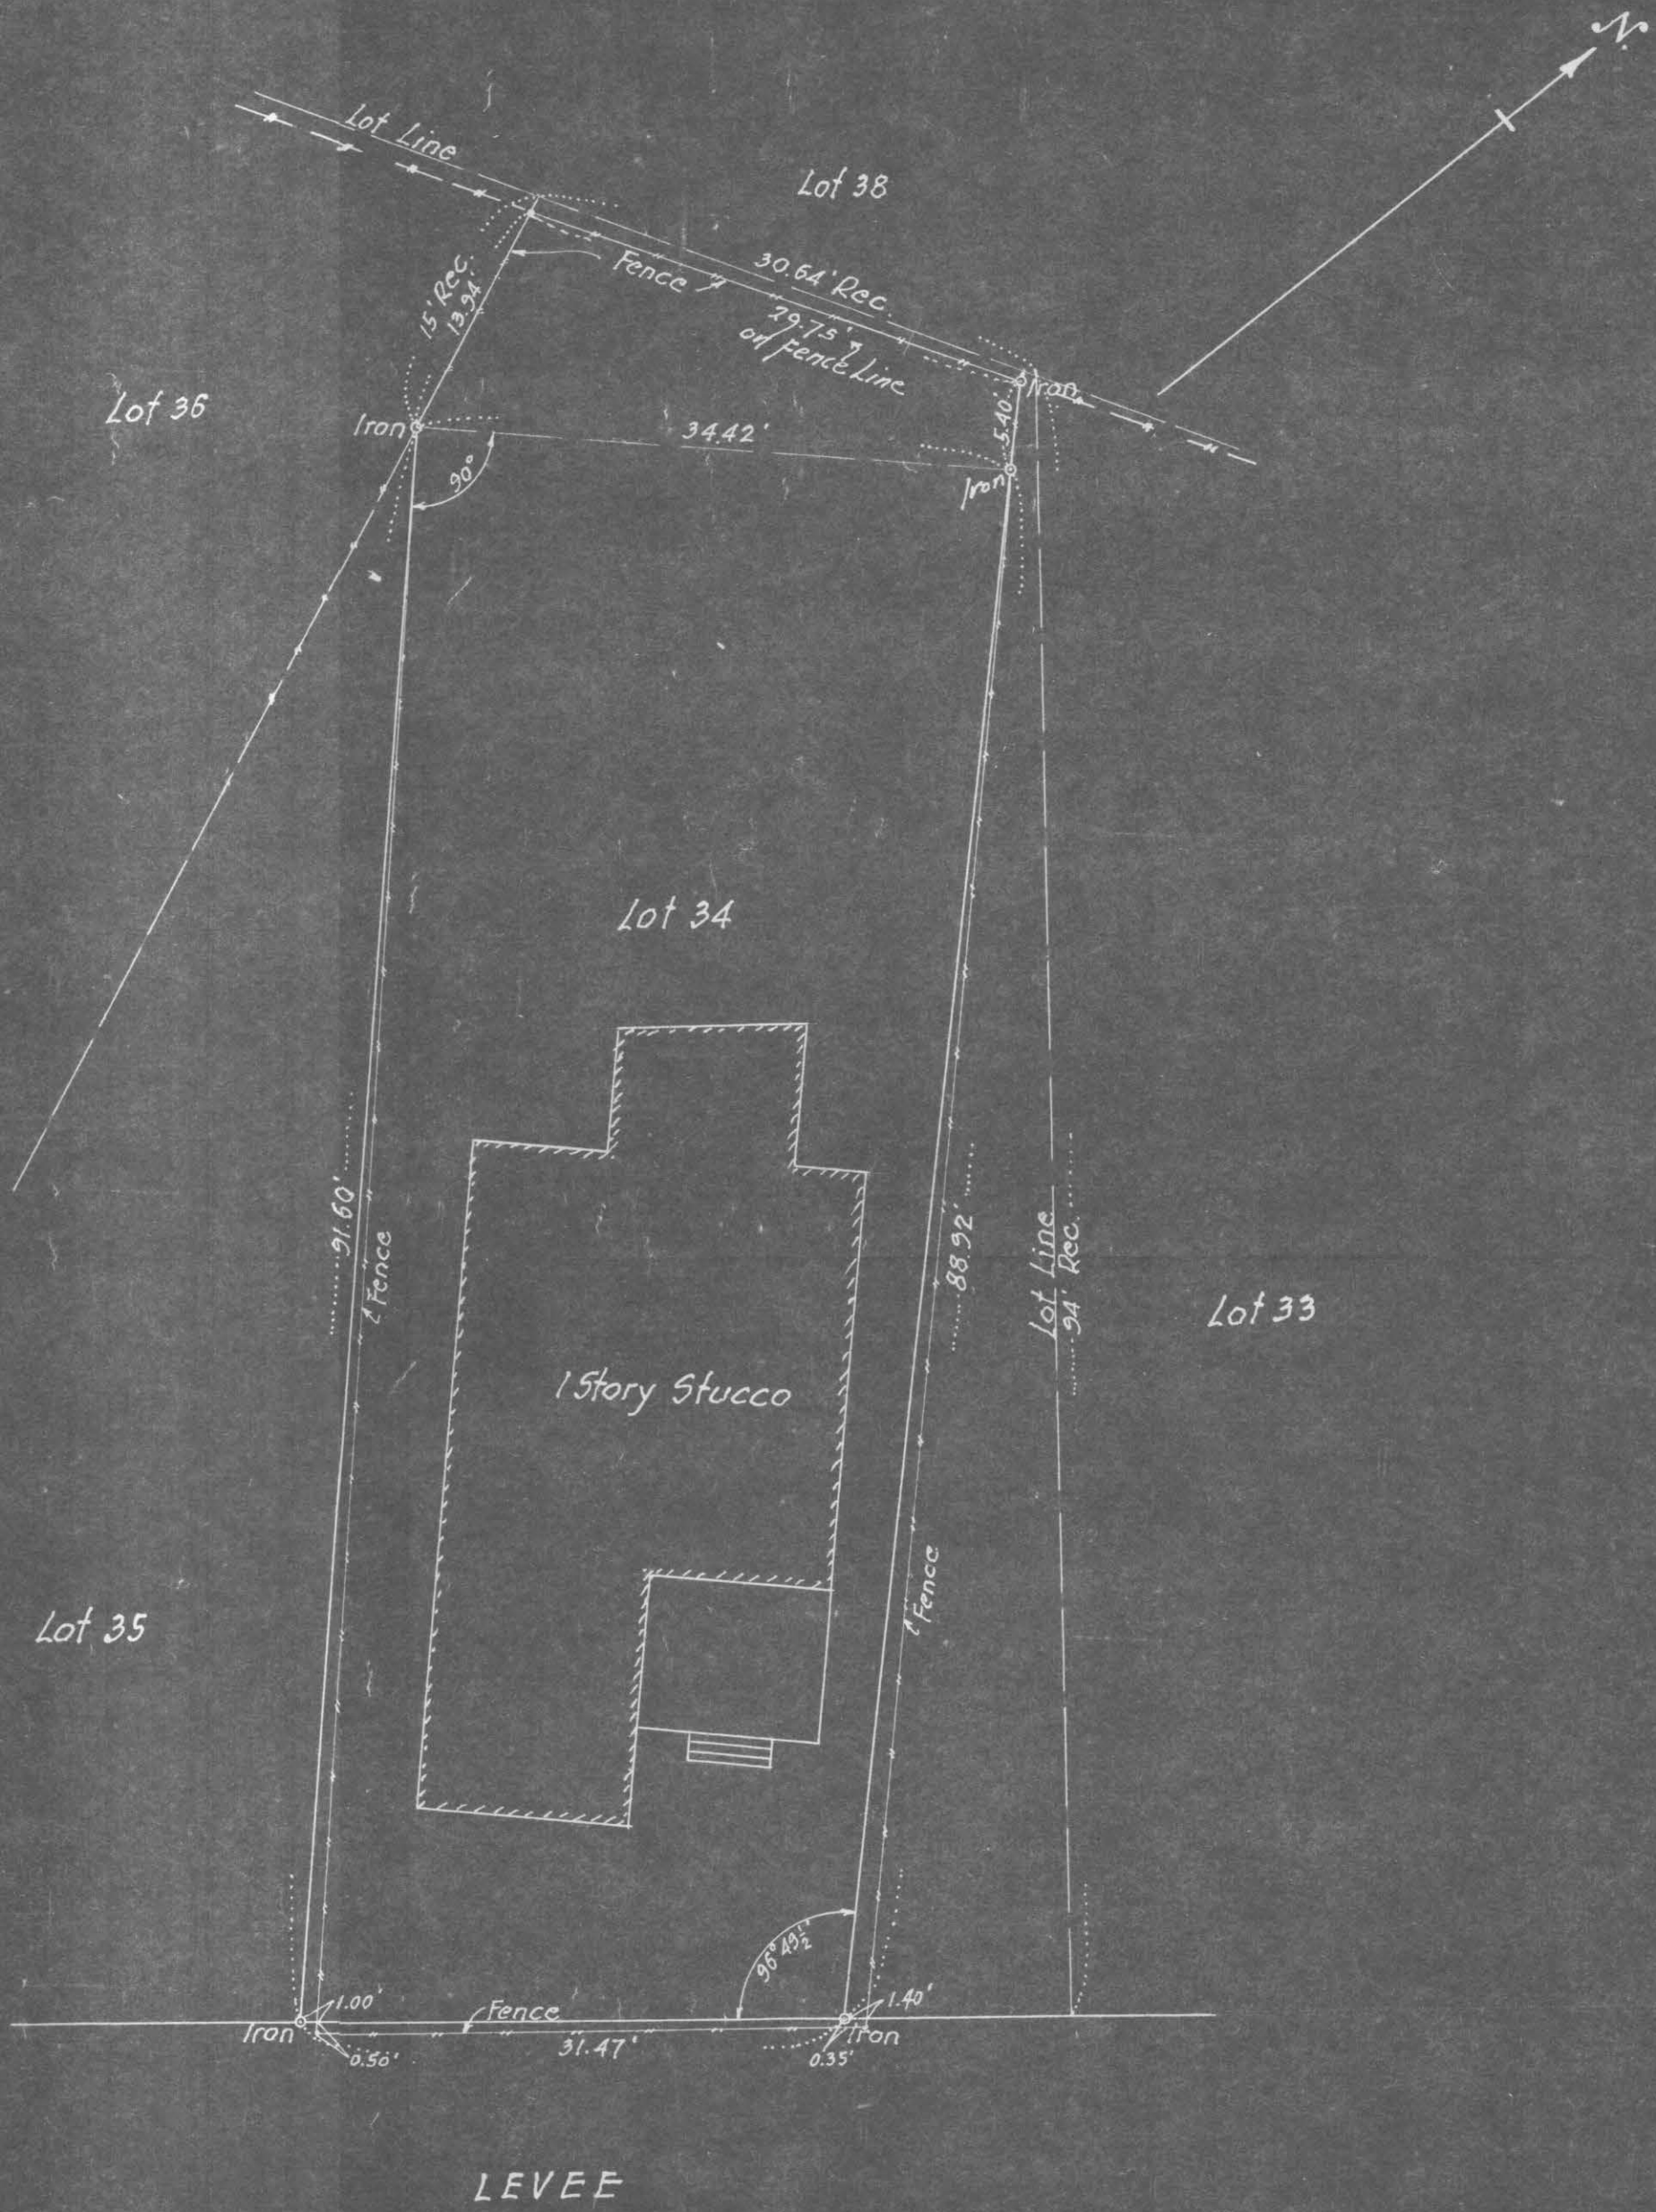 N.
Lot Line
Lot 38
30.64' Rec.
Fence
29.75'
on Fence Line
15' Rec.
13.94'
Iron
5.40'
Lot 36
Iron
34.42'
90°
Iron
Lot 34
91.60'
Fence
88.92'
Lot Line
94' Rec.
Lot 33
1 Story Stucco
Fence
Lot 35
96° 49½'
1.00'
Fence
1.40'
Iron
31.47'
Iron
0.50'
0.35'
LEVEE